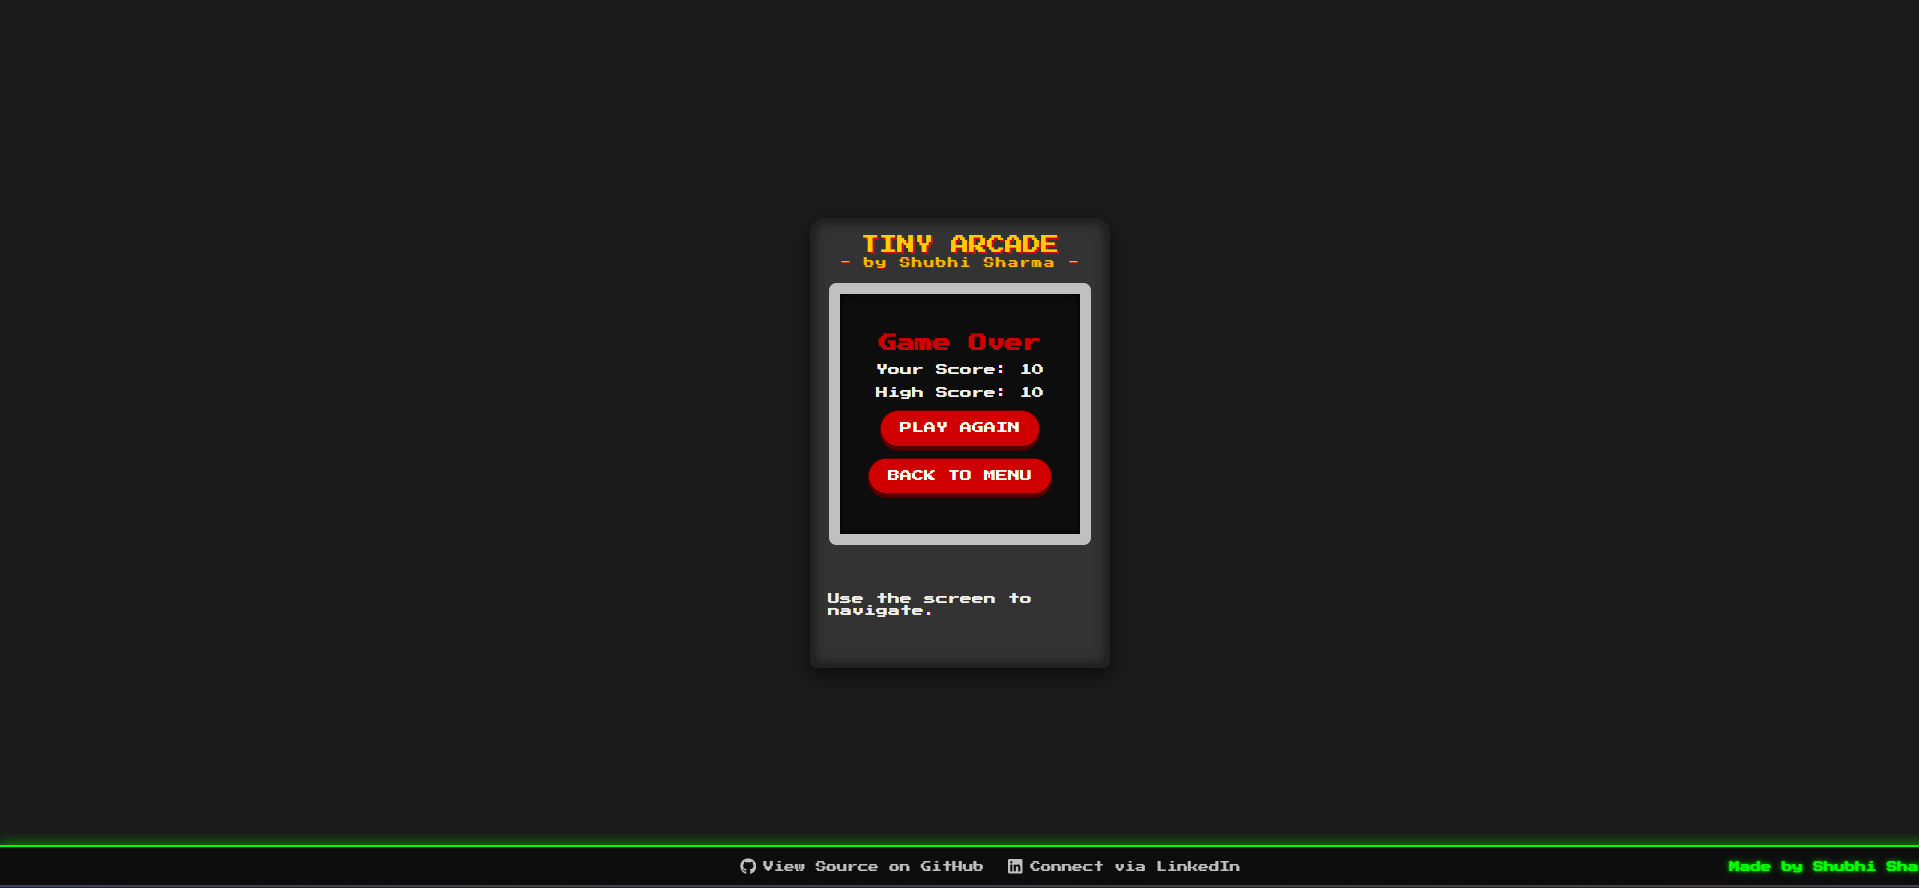 TINY ARCADE
- by Shubhi Sharma -
Game Over
Your Score: 10
High Score: 10
PLAY AGAIN
BACK TO MENU
Use the screen to
navigate.
View Source on GitHub Connect via LinkedIn Made by Shubhi Sha